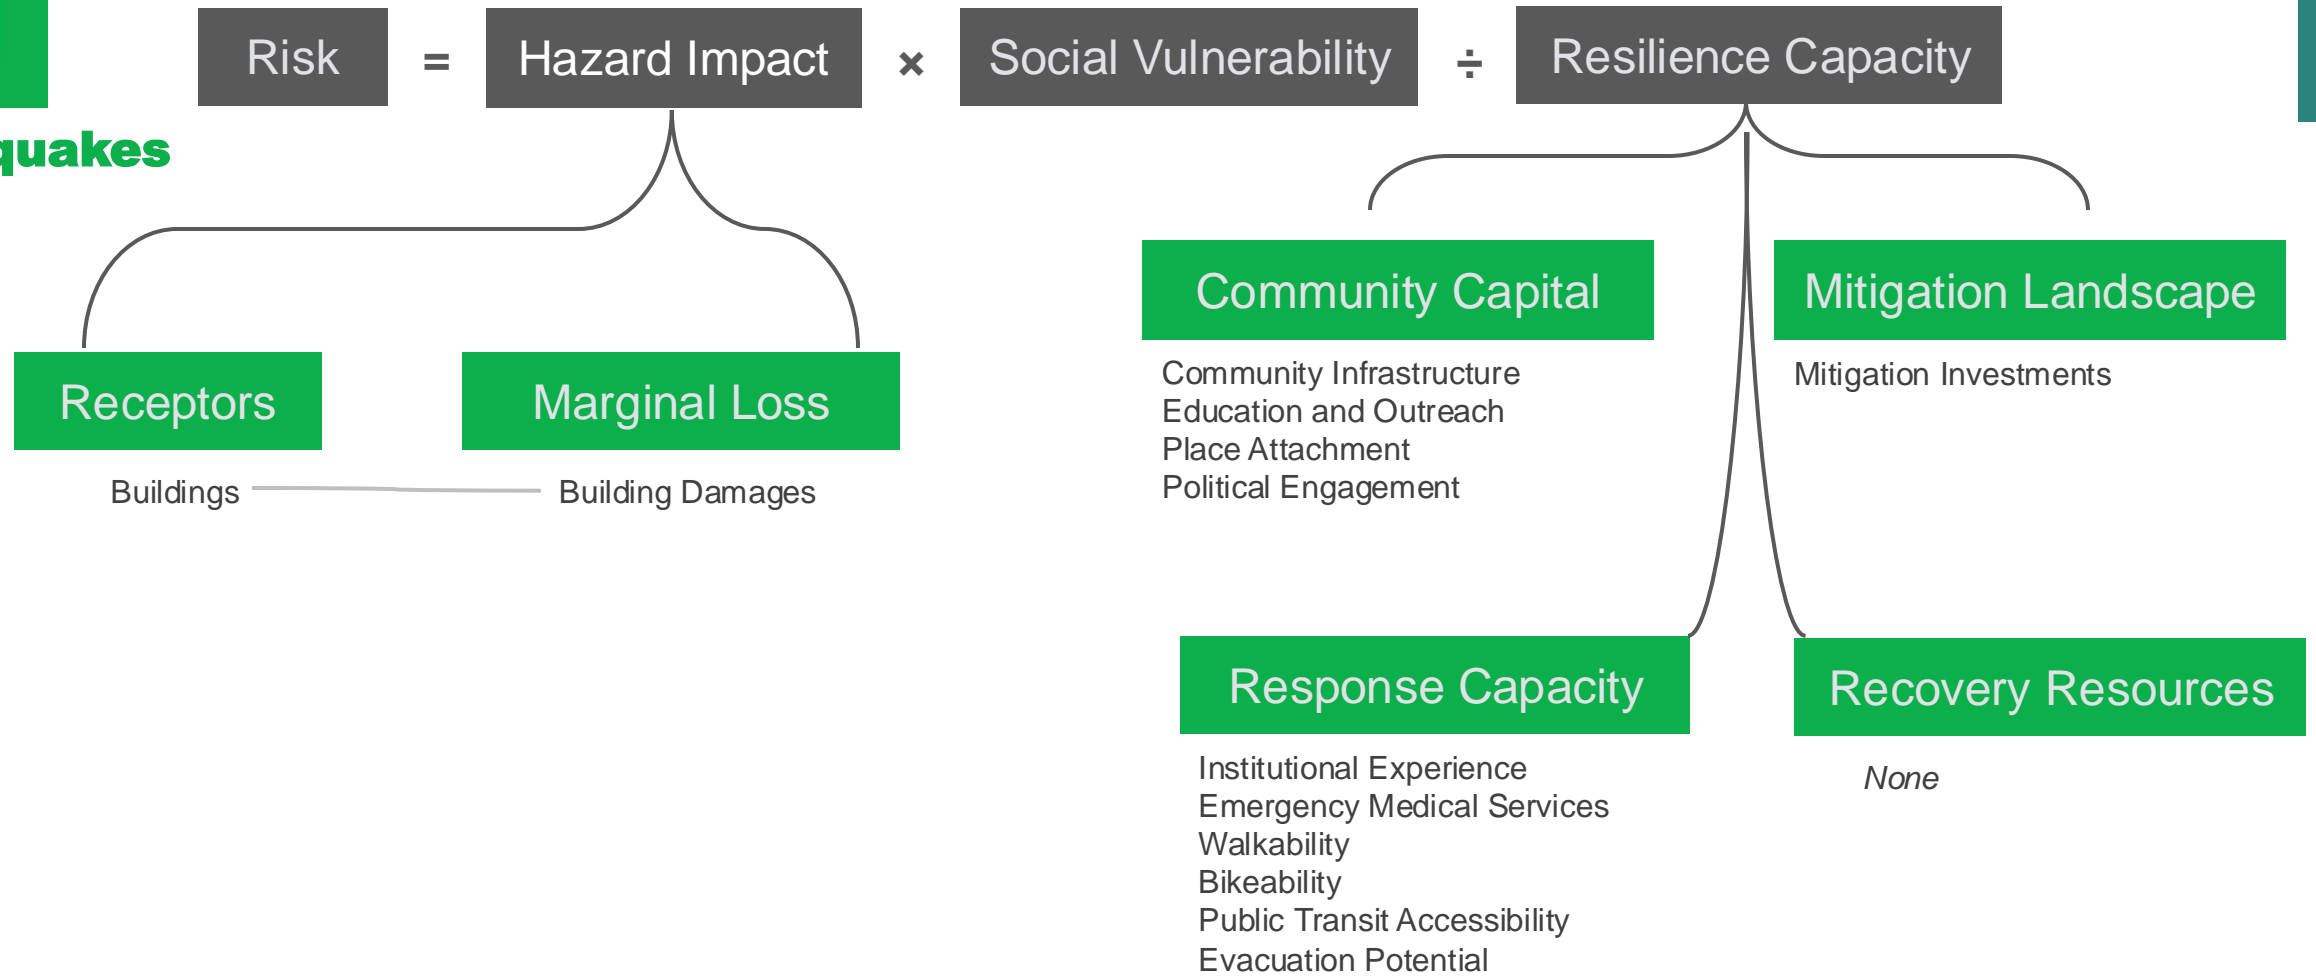 Risk = Hazard Impact × Social Vulnerability ÷ Resilience Capacity
quakes
Receptors
Buildings
Marginal Loss
Building Damages
Community Capital
Community Infrastructure
Education and Outreach
Place Attachment
Political Engagement
Mitigation Landscape
Mitigation Investments
Response Capacity
Institutional Experience
Emergency Medical Services
Walkability
Bikeability
Public Transit Accessibility
Evacuation Potential
Recovery Resources
None